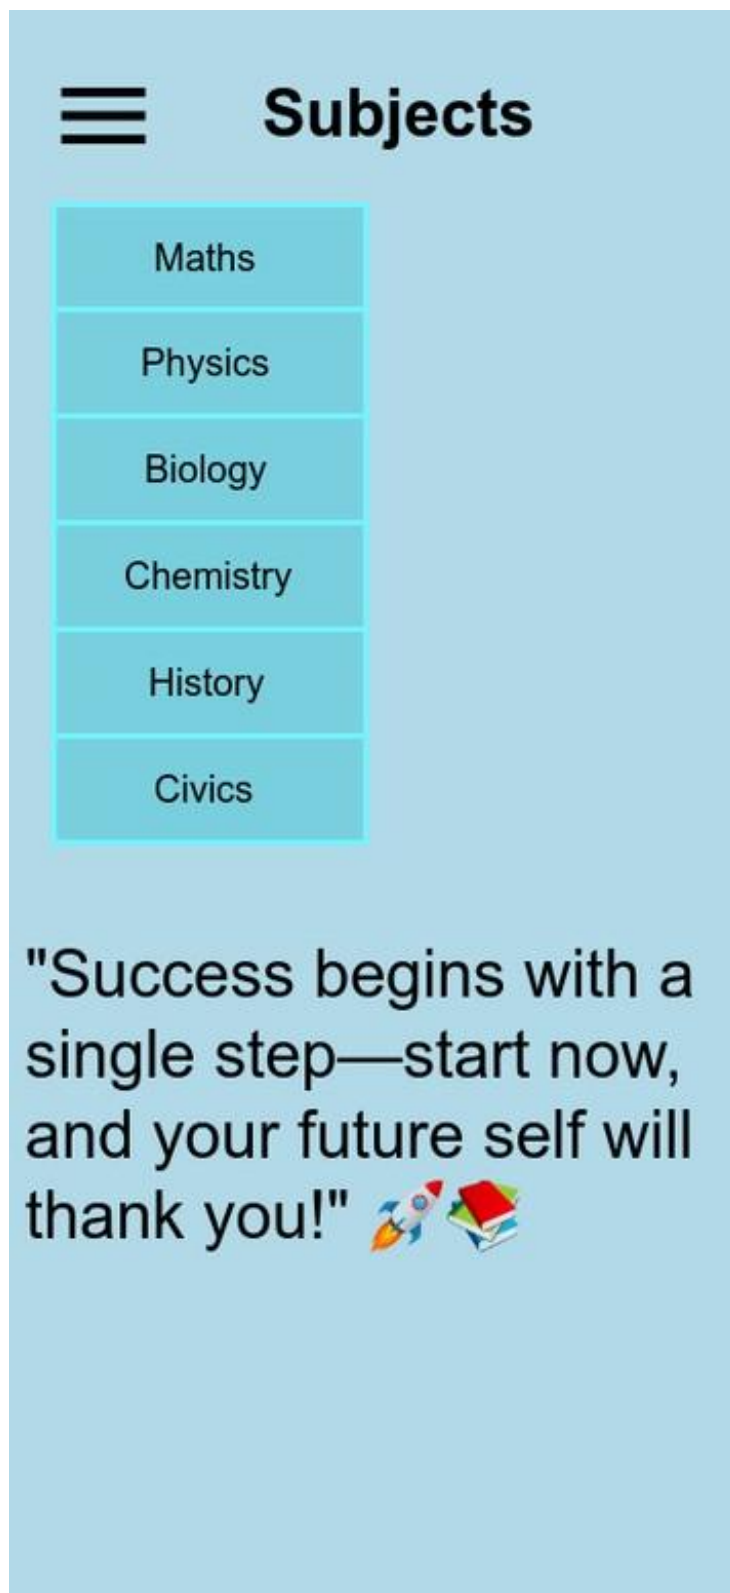 Subjects
Maths
Physics
Biology
Chemistry
History
Civics
"Success begins with a
single step—start now,
and your future self will
thank you!" 🚀📚